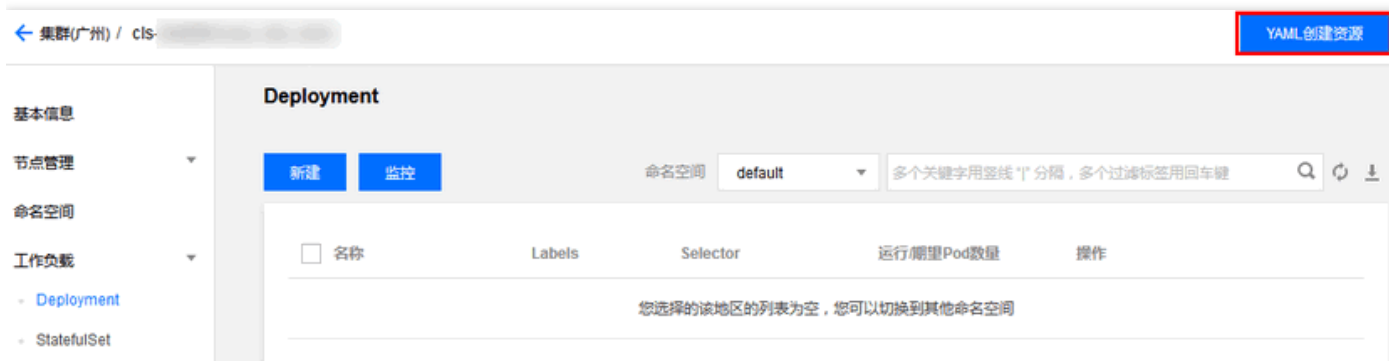 集群(广州) / cls-
YAML创建资源
基本信息
节点管理
命名空间
工作负载
Deployment
StatefulSet
Deployment
新建 监控 命名空间 default 多个关键字用竖线 "|" 分隔，多个过滤标签用回车键
名称 Labels Selector 运行/期望Pod数量 操作
您选择的该地区的列表为空，您可以切换到其他命名空间